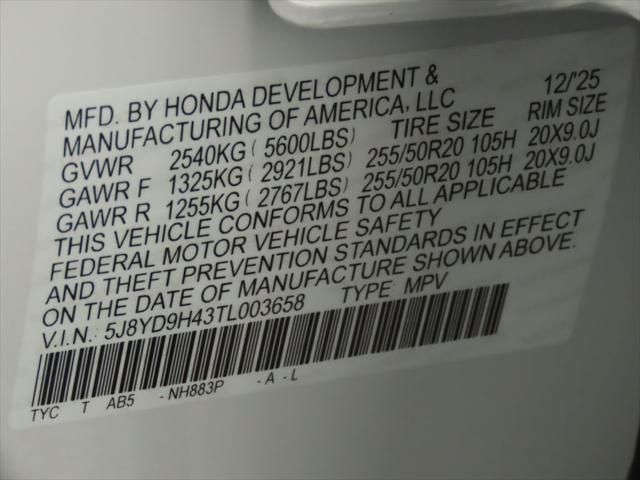 MFD. BY HONDA DEVELOPMENT & 12/'25
MANUFACTURING OF AMERICA, LLC
GVWR 2540KG ( 5600LBS) TIRE SIZE RIM SIZE
GAWR F 1325KG ( 2921LBS) 255/50R20 105H 20X9.0J
GAWR R 1255KG ( 2767LBS) 255/50R20 105H 20X9.0J
THIS VEHICLE CONFORMS TO ALL APPLICABLE
FEDERAL MOTOR VEHICLE SAFETY
AND THEFT PREVENTION STANDARDS IN EFFECT
ON THE DATE OF MANUFACTURE SHOWN ABOVE.
V.I.N.: 5J8YD9H43TL003658 TYPE: MPV
TYC T AB5 - NH883P - A - L